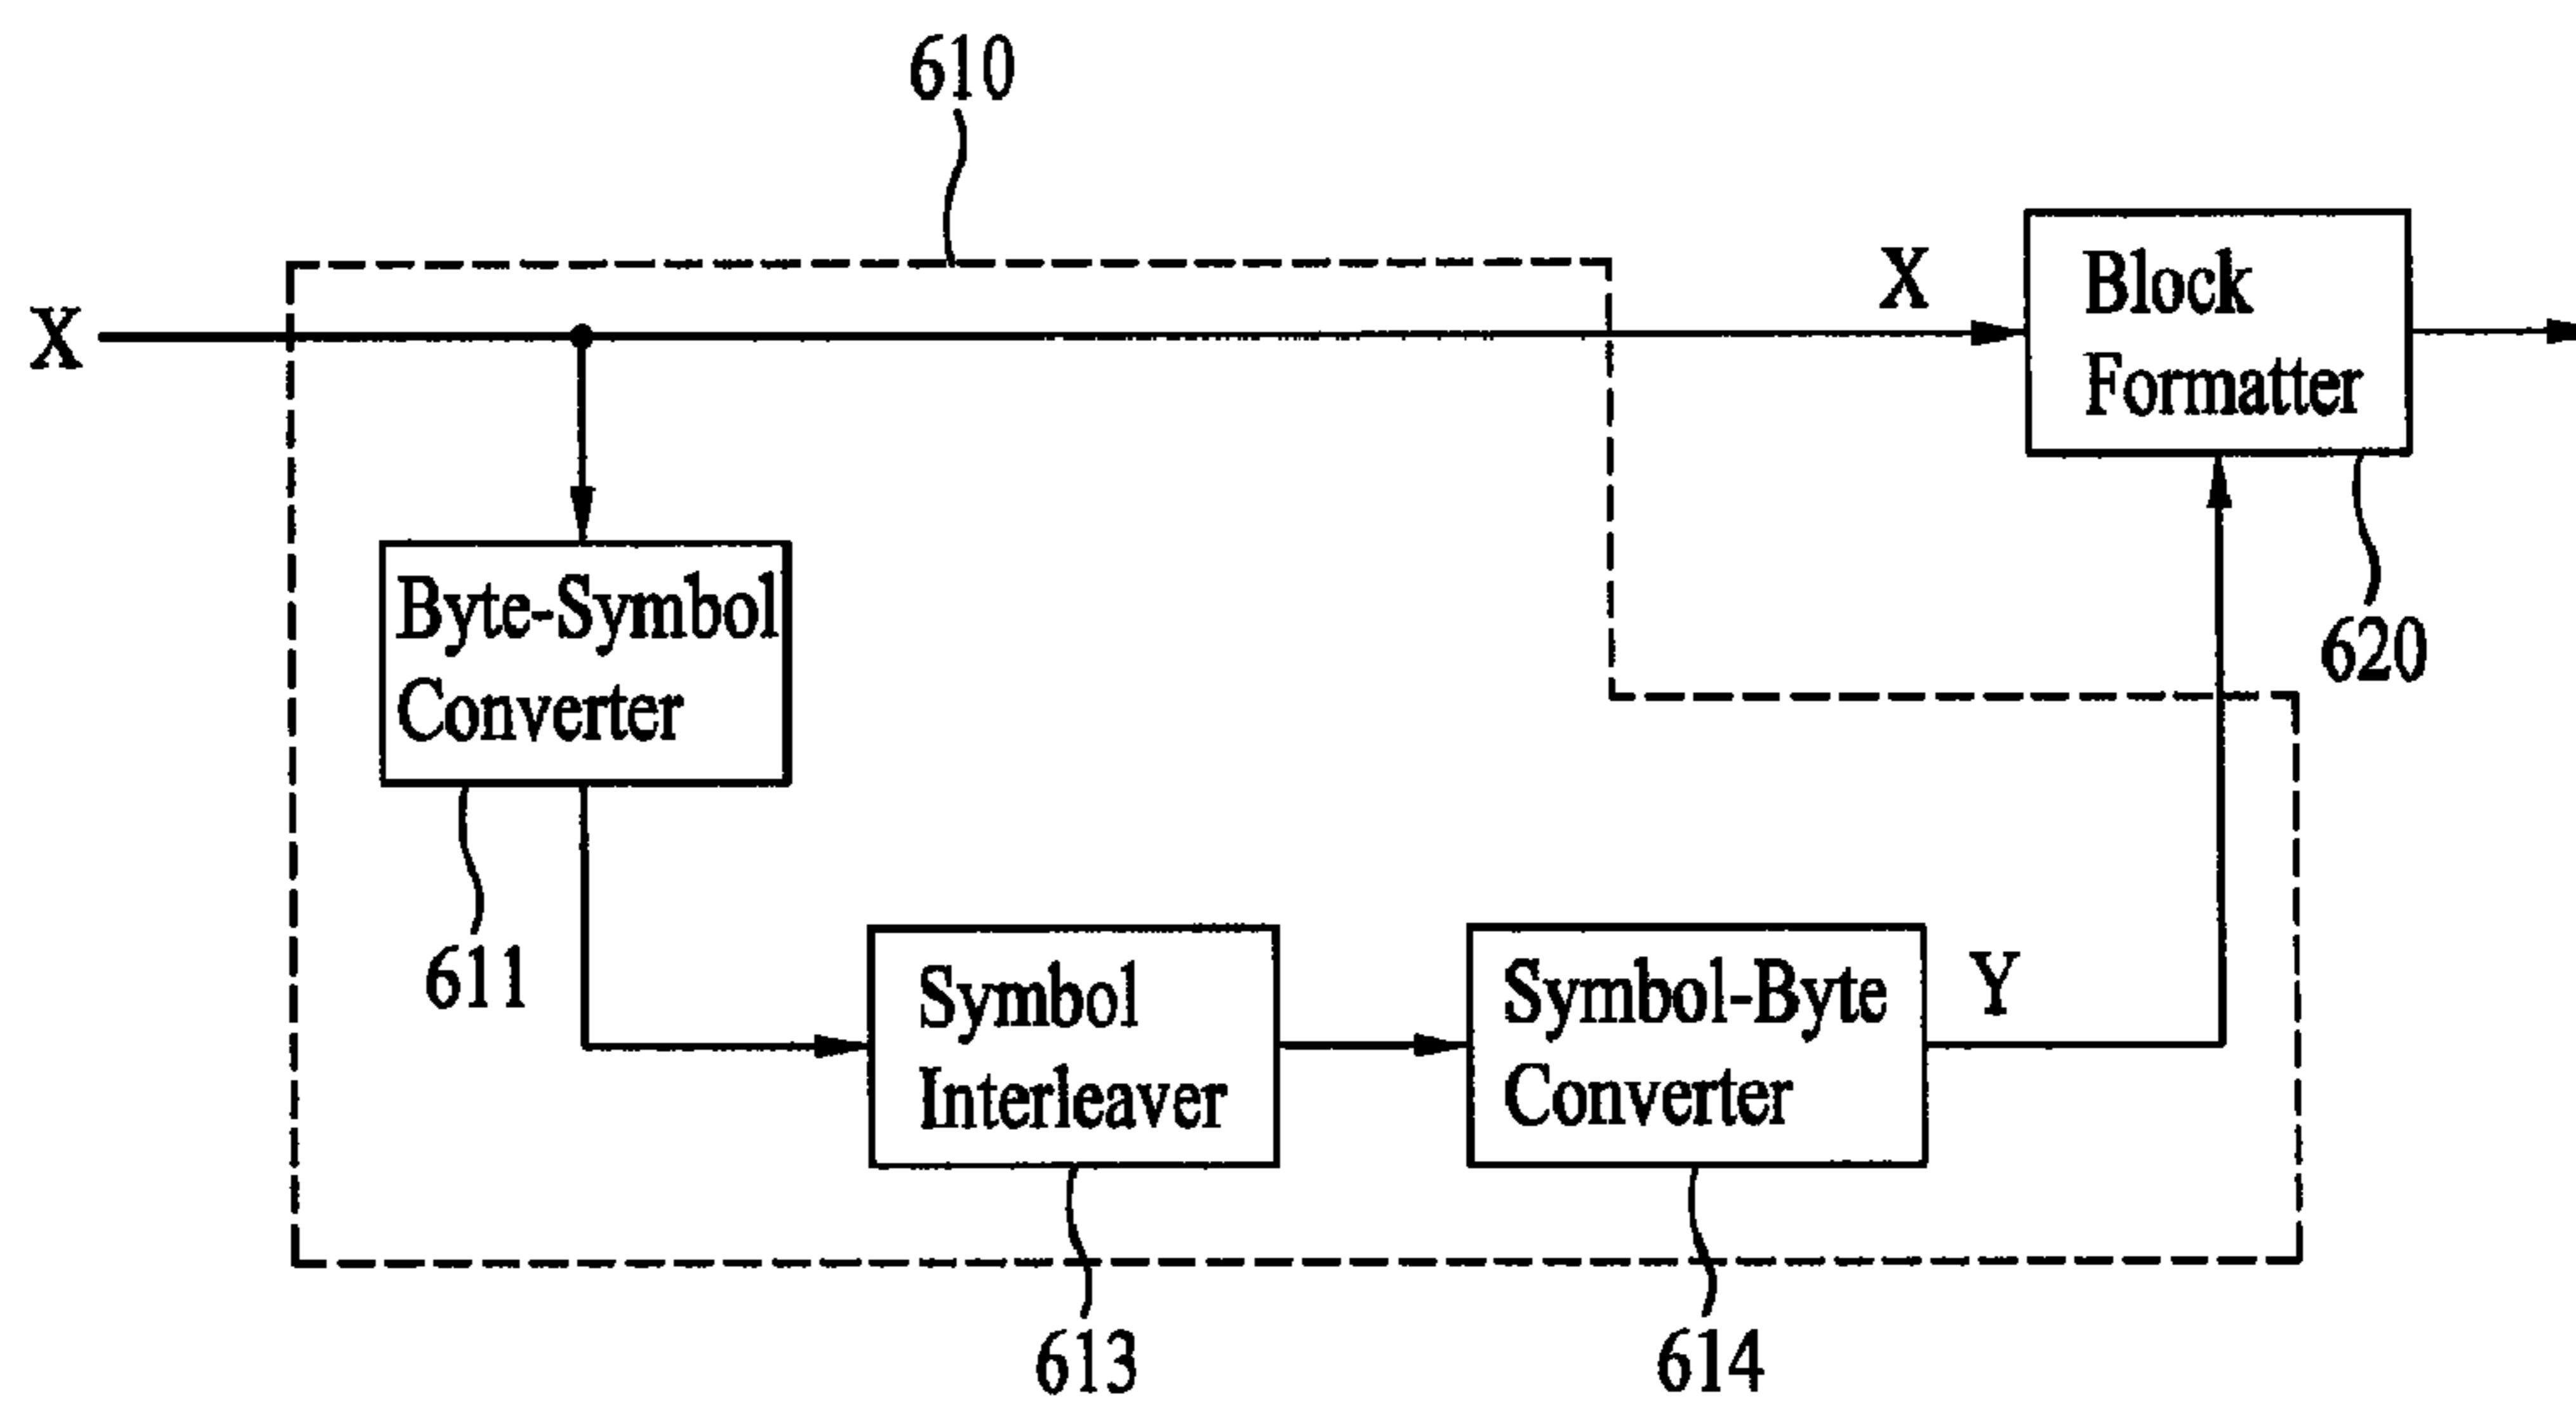 610
X
X
Block
Formatter
Byte-Symbol
Converter
620
611
Symbol
Interleaver
Symbol-Byte
Converter
Y
613
614